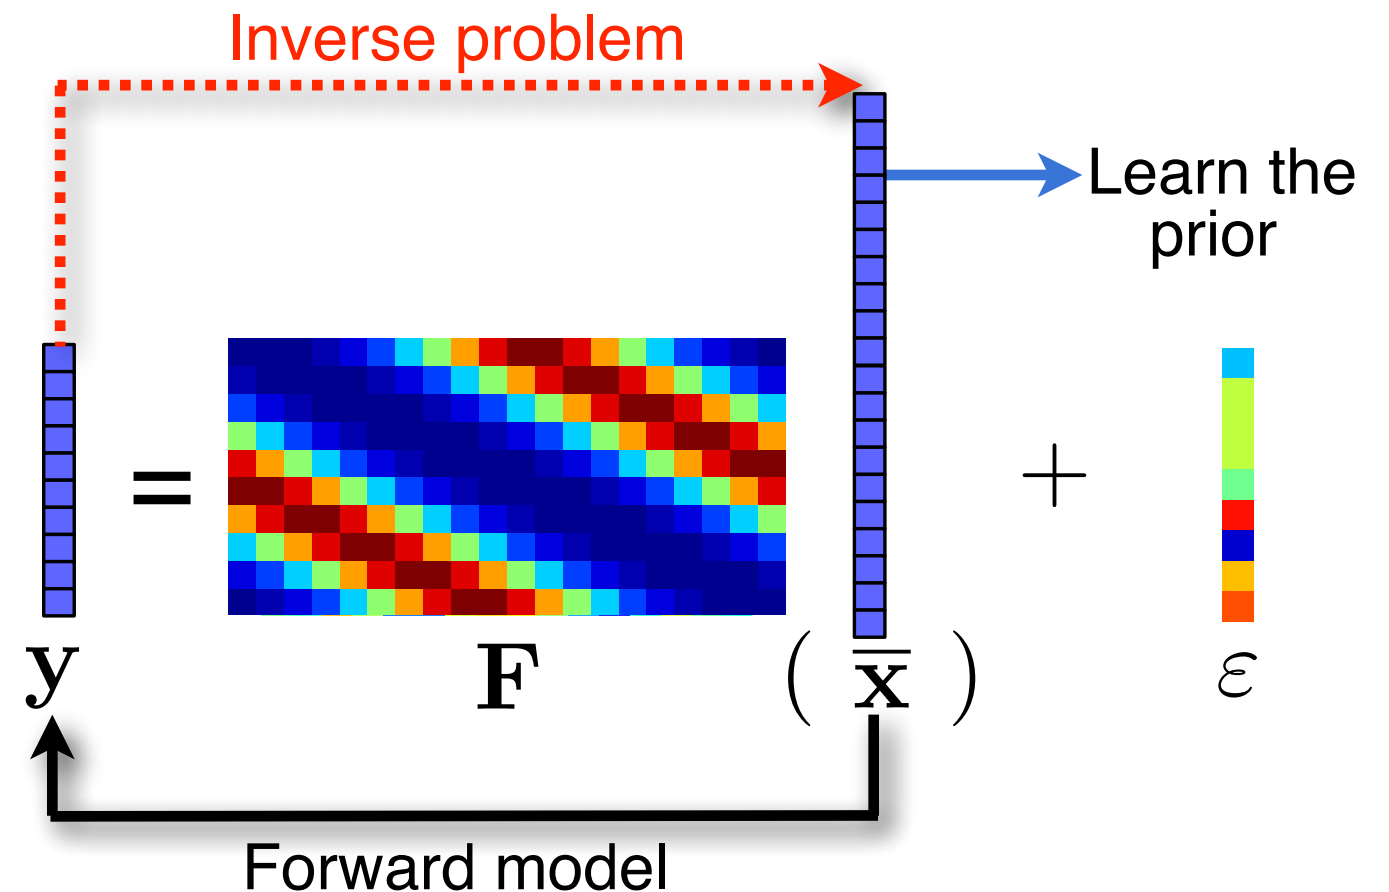 Inverse problem
Learn the
prior
=
+
y
F
( x̅ )
ε
Forward model